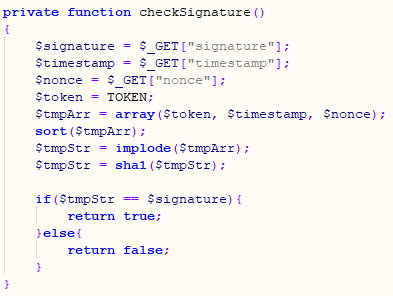 private function checkSignature()
{
    $signature = $_GET["signature"];
    $timestamp = $_GET["timestamp"];
    $nonce = $_GET["nonce"];
    $token = TOKEN;
    $tmpArr = array($token, $timestamp, $nonce);
    sort($tmpArr);
    $tmpStr = implode($tmpArr);
    $tmpStr = sha1($tmpStr);

    if($tmpStr == $signature){
        return true;
    }else{
        return false;
    }
}